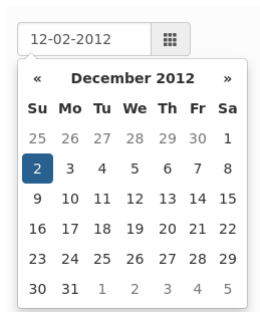 12-02-2012
« December 2012 »
Su Mo Tu We Th Fr Sa
25 26 27 28 29 30 1
2 3 4 5 6 7 8
9 10 11 12 13 14 15
16 17 18 19 20 21 22
23 24 25 26 27 28 29
30 31 1 2 3 4 5